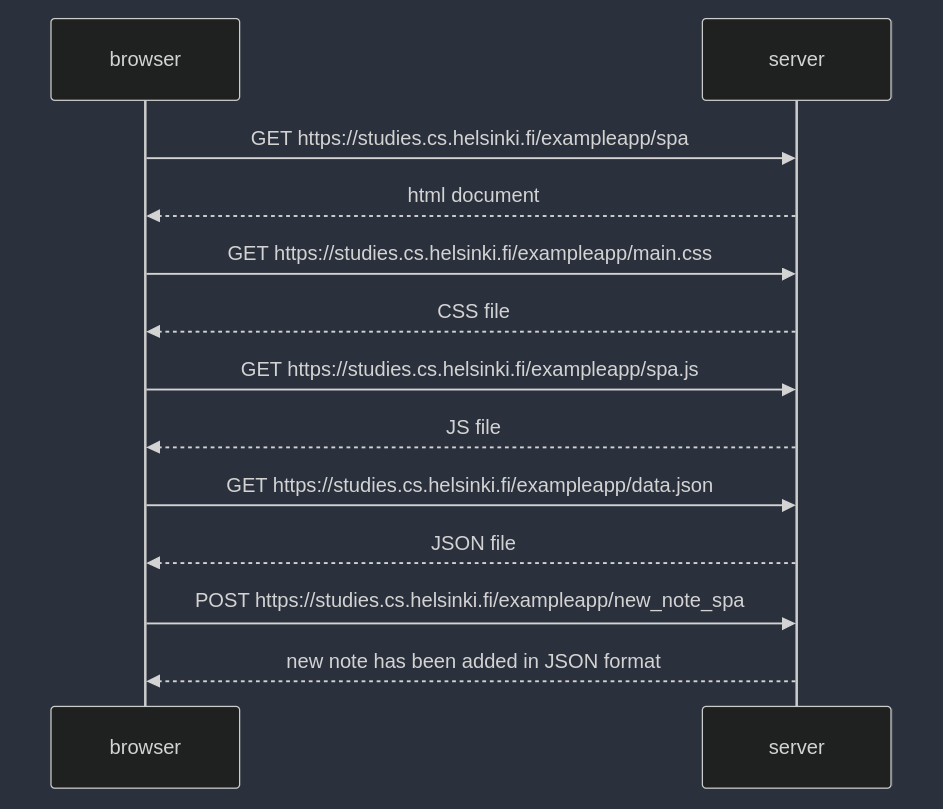 browser
server
GET https://studies.cs.helsinki.fi/exampleapp/spa
html document
GET https://studies.cs.helsinki.fi/exampleapp/main.css
CSS file
GET https://studies.cs.helsinki.fi/exampleapp/spa.js
JS file
GET https://studies.cs.helsinki.fi/exampleapp/data.json
JSON file
POST https://studies.cs.helsinki.fi/exampleapp/new_note_spa
new note has been added in JSON format
browser
server